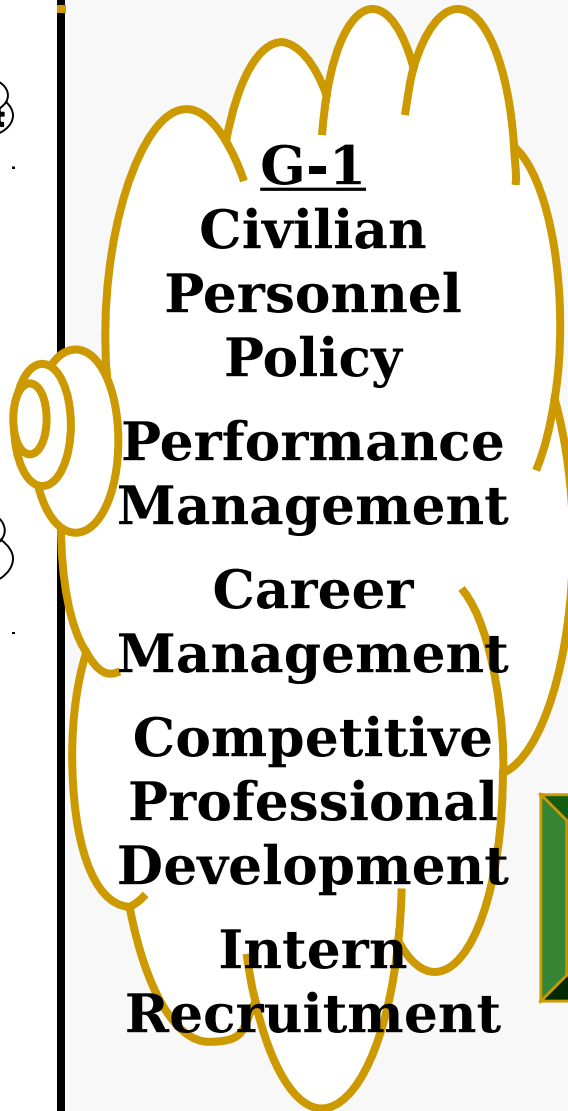 G-1
Civilian
Personnel
Policy
Performance
Management
Career
Management
Competitive
Professional
Development
Intern
Recruitment